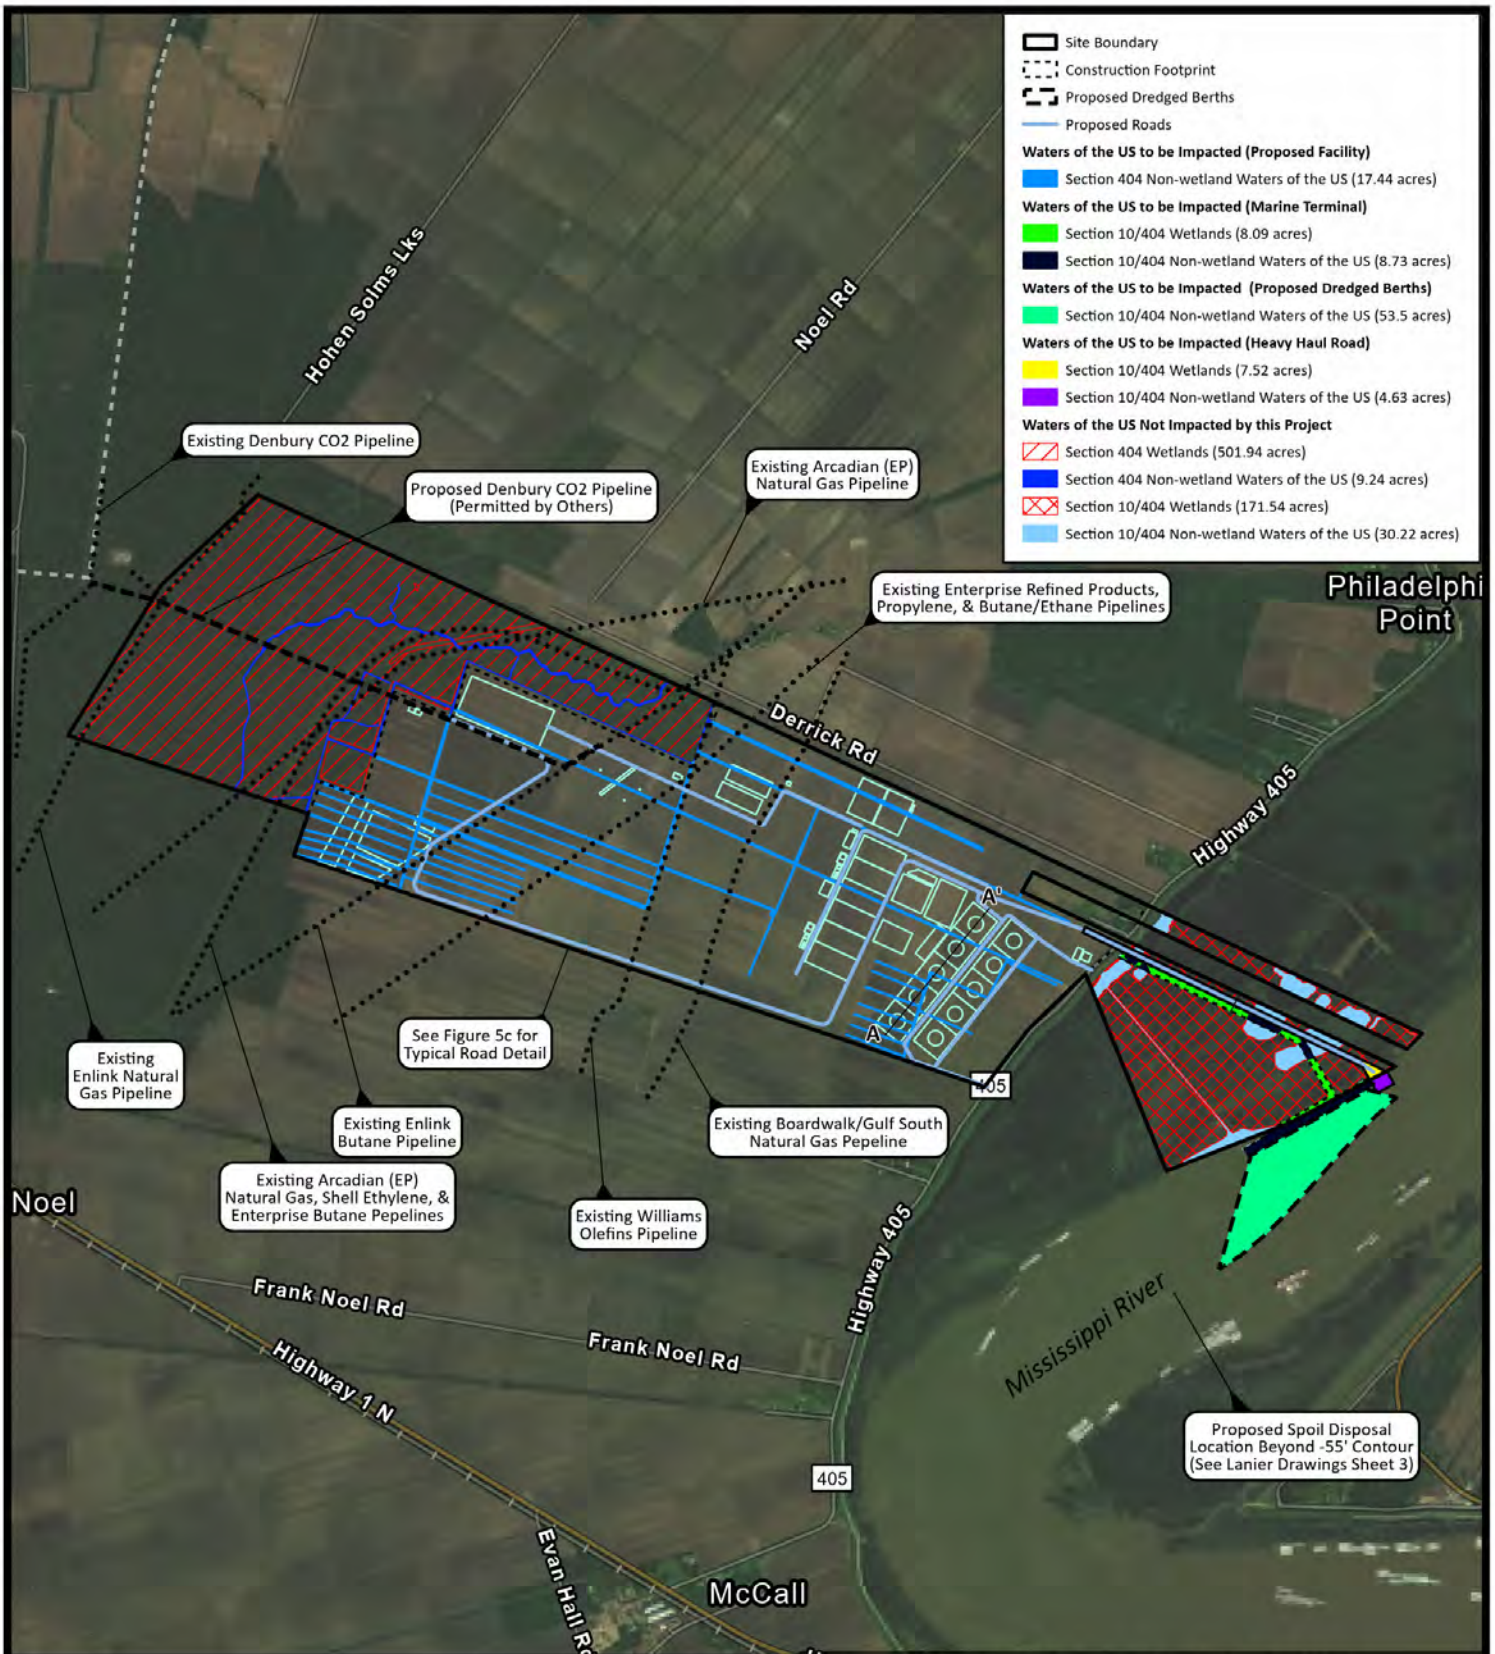 Site Boundary
Construction Footprint
Proposed Dredged Berths
Proposed Roads
Waters of the US to be Impacted (Proposed Facility)
Section 404 Non-wetland Waters of the US (17.44 acres)
Waters of the US to be Impacted (Marine Terminal)
Section 10/404 Wetlands (8.09 acres)
Section 10/404 Non-wetland Waters of the US (8.73 acres)
Waters of the US to be Impacted (Proposed Dredged Berths)
Section 10/404 Non-wetland Waters of the US (53.5 acres)
Waters of the US to be Impacted (Heavy Haul Road)
Section 10/404 Wetlands (7.52 acres)
Section 10/404 Non-wetland Waters of the US (4.63 acres)
Waters of the US Not Impacted by this Project
Section 404 Wetlands (501.94 acres)
Section 404 Non-wetland Waters of the US (9.24 acres)
Section 10/404 Wetlands (171.54 acres)
Section 10/404 Non-wetland Waters of the US (30.22 acres)
Hohen Solms Lks
Noel Rd
Existing Denbury CO2 Pipeline
Proposed Denbury CO2 Pipeline
(Permitted by Others)
Existing Arcadian (EP)
Natural Gas Pipeline
Existing Enterprise Refined Products,
Propylene, & Butane/Ethane Pipelines
Philadelphi
Point
Derrick Rd
Highway 405
A'
A
See Figure 5c for
Typical Road Detail
Existing
Enlink Natural
Gas Pipeline
405
Existing Enlink
Butane Pipeline
Existing Boardwalk/Gulf South
Natural Gas Pepeline
Existing Arcadian (EP)
Natural Gas, Shell Ethylene, &
Enterprise Butane Pepelines
Existing Williams
Olefins Pipeline
Noel
Highway 405
Frank Noel Rd
Frank Noel Rd
Mississippi River
Highway 1 N
Proposed Spoil Disposal
Location Beyond -55' Contour
(See Lanier Drawings Sheet 3)
405
Evan Hall Rd
McCall